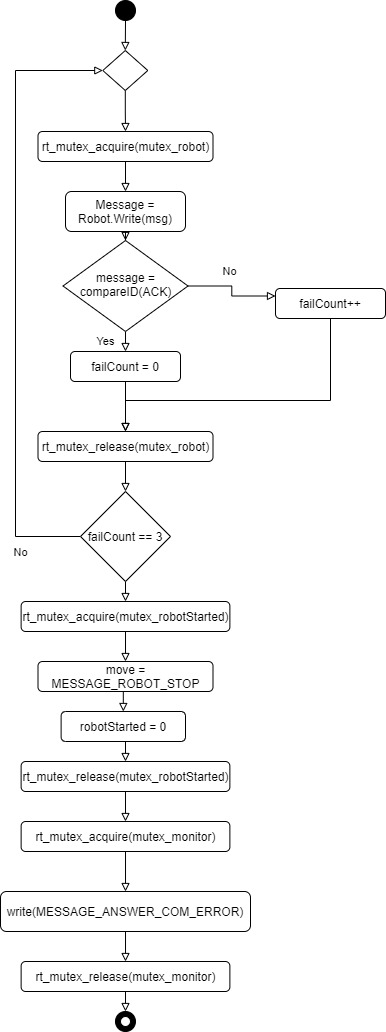 rt_mutex_acquire(mutex_robot)
Message =
Robot.Write(msg)
message =
compareID(ACK)
No
failCount++
Yes
failCount = 0
rt_mutex_release(mutex_robot)
failCount == 3
No
rt_mutex_acquire(mutex_robotStarted)
move =
MESSAGE_ROBOT_STOP
robotStarted = 0
rt_mutex_release(mutex_robotStarted)
rt_mutex_acquire(mutex_monitor)
write(MESSAGE_ANSWER_COM_ERROR)
rt_mutex_release(mutex_monitor)